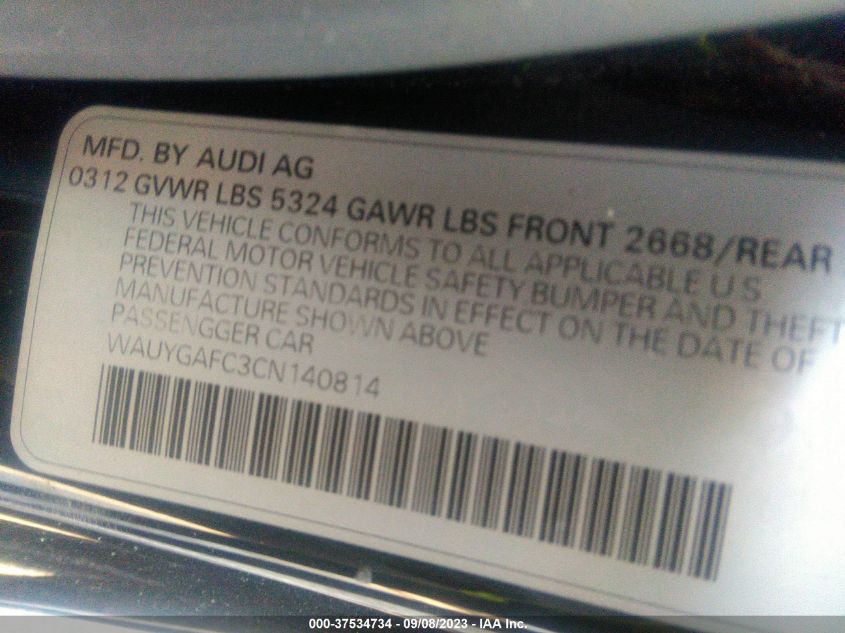 MFD. BY AUDI AG
0312 GVWR LBS 5324 GAWR LBS FRONT 2668/REAR
THIS VEHICLE CONFORMS TO ALL APPLICABLE U S
FEDERAL MOTOR VEHICLE SAFETY BUMPER AND THEFT
PREVENTION STANDARDS IN EFFECT ON THE DATE OF
MANUFACTURE SHOWN ABOVE
PASSENGGER CAR
WAUYGAFC3CN140814
000-37534734 - 09/08/2023 - IAA Inc.